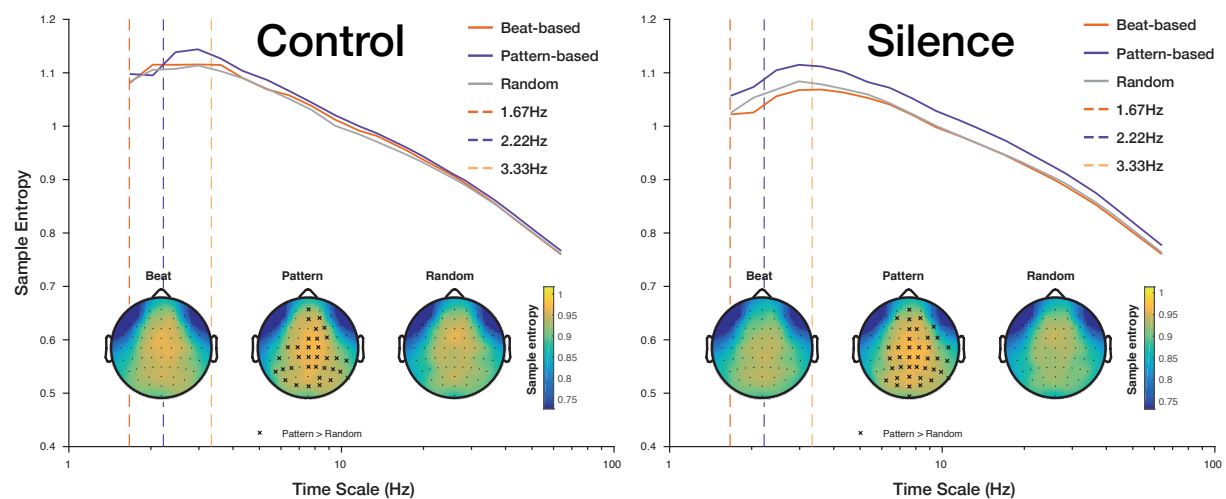 Control
Beat-based
Pattern-based
Random
1.67Hz
2.22Hz
3.33Hz
1.2
1.1
1
0.9
0.8
0.7
0.6
0.5
0.4
Sample Entropy
Beat
Pattern
Random
Sample entropy
1
0.95
0.9
0.85
0.8
0.75
× Pattern > Random
1
10
100
Time Scale (Hz)
Silence
Beat-based
Pattern-based
Random
1.67Hz
2.22Hz
3.33Hz
1.2
1.1
1
0.9
0.8
0.7
0.6
0.5
0.4
Beat
Pattern
Random
Sample entropy
1
0.95
0.9
0.85
0.8
0.75
× Pattern > Random
1
10
100
Time Scale (Hz)